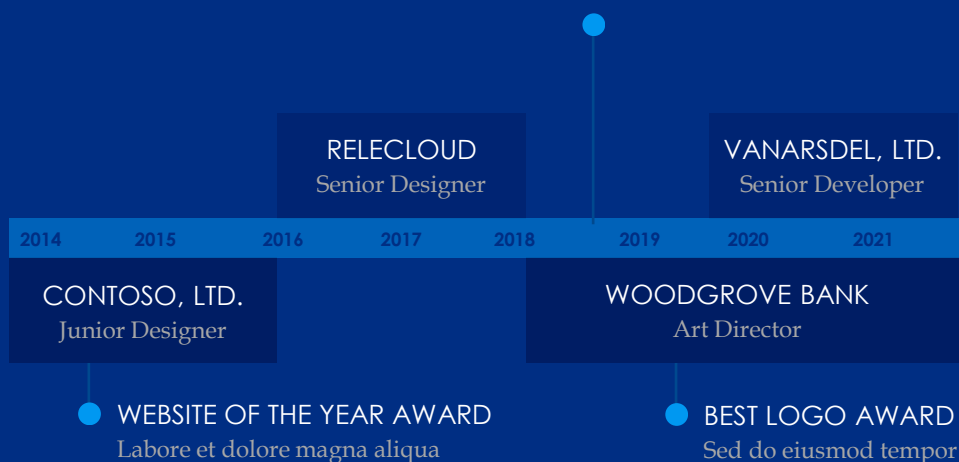 RELECLOUD
Senior Designer
VANARSDEL, LTD.
Senior Developer
2014 2015 2016 2017 2018 2019 2020 2021
CONTOSO, LTD.
Junior Designer
WOODGROVE BANK
Art Director
WEBSITE OF THE YEAR AWARD
Labore et dolore magna aliqua
BEST LOGO AWARD
Sed do eiusmod tempor